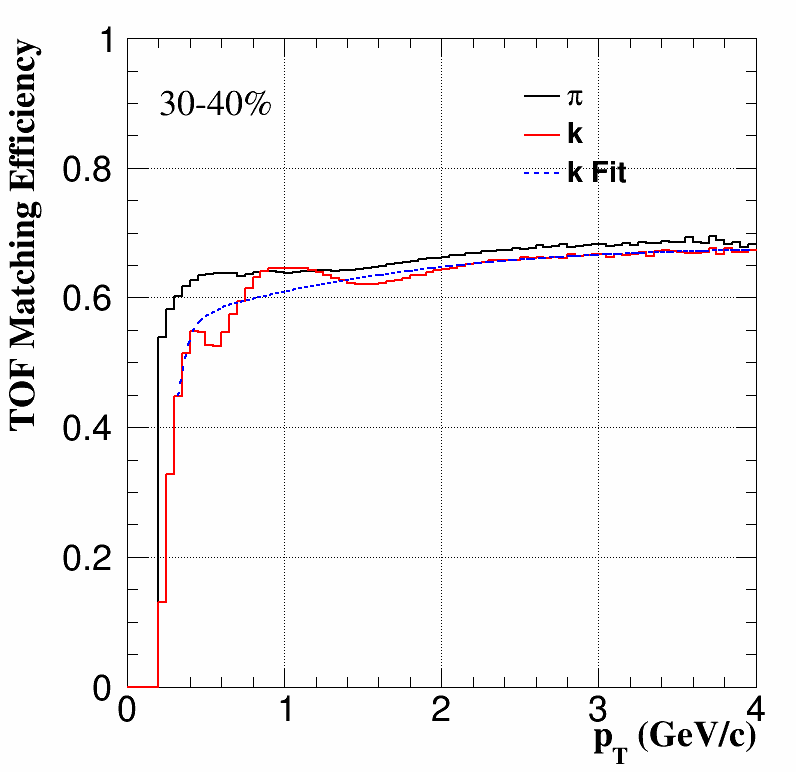 TOF Matching Efficiency
1
0.8
0.6
0.4
0.2
0
30-40%
π
k
k Fit
0 1 2 3 4
p_T (GeV/c)